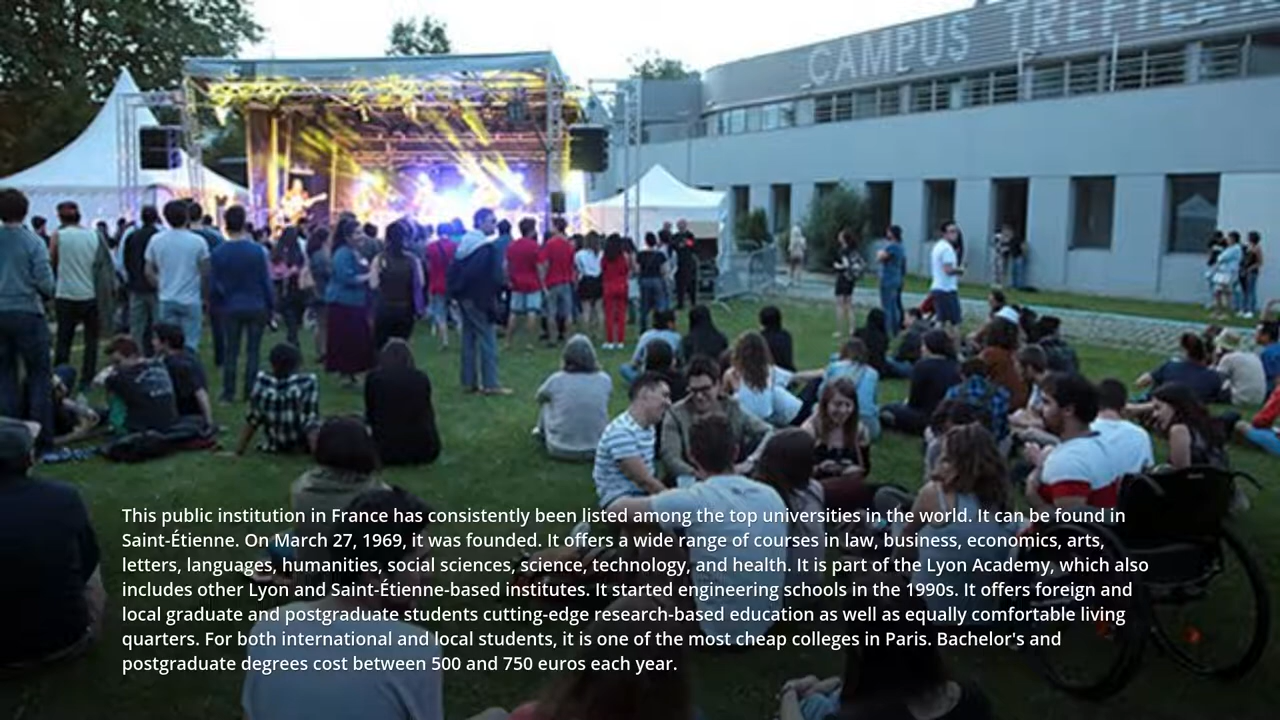 CAMPUS TREFILERIE
This public institution in France has consistently been listed among the top universities in the world. It can be found in
Saint-Étienne. On March 27, 1969, it was founded. It offers a wide range of courses in law, business, economics, arts,
letters, languages, humanities, social sciences, science, technology, and health. It is part of the Lyon Academy, which also
includes other Lyon and Saint-Étienne-based institutes. It started engineering schools in the 1990s. It offers foreign and
local graduate and postgraduate students cutting-edge research-based education as well as equally comfortable living
quarters. For both international and local students, it is one of the most cheap colleges in Paris. Bachelor's and
postgraduate degrees cost between 500 and 750 euros each year.